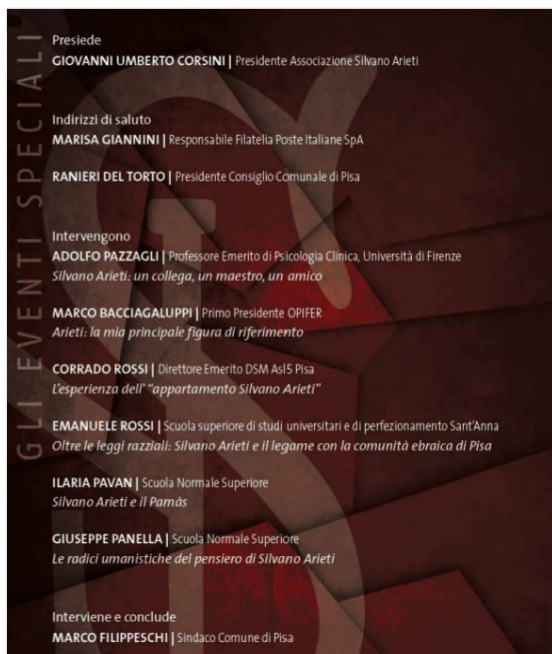 GLI EVENTI SPECIALI
Presiede
GIOVANNI UMBERTO CORSINI | Presidente Associazione Silvano Arieti
Indirizzi di saluto
MARISA GIANNINI | Responsabile Filatelia Poste Italiane SpA
RANIERI DEL TORTO | Presidente Consiglio Comunale di Pisa
Intervengono
ADOLFO PAZZAGLI | Professore Emerito di Psicologia Clinica, Università di Firenze
Silvano Arieti: un collega, un maestro, un amico
MARCO BACCIAGALUPPI | Primo Presidente OPIFER
Arieti: la mia principale figura di riferimento
CORRADO ROSSI | Direttore Emerito DSM Asl5 Pisa
L'esperienza dell' "appartamento Silvano Arieti"
EMANUELE ROSSI | Scuola superiore di studi universitari e di perfezionamento Sant'Anna
Oltre le leggi razziali: Silvano Arieti e il legame con la comunità ebraica di Pisa
ILARIA PAVAN | Scuola Normale Superiore
Silvano Arieti e il Parnàs
GIUSEPPE PANELLA | Scuola Normale Superiore
Le radici umanistiche del pensiero di Silvano Arieti
Interviene e conclude
MARCO FILIPPESCHI | Sindaco Comune di Pisa